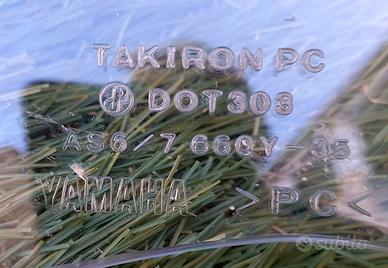 TAKIRON PC
DOT303
AS6/7 660Y-35
YAMAHA >PC<
subito